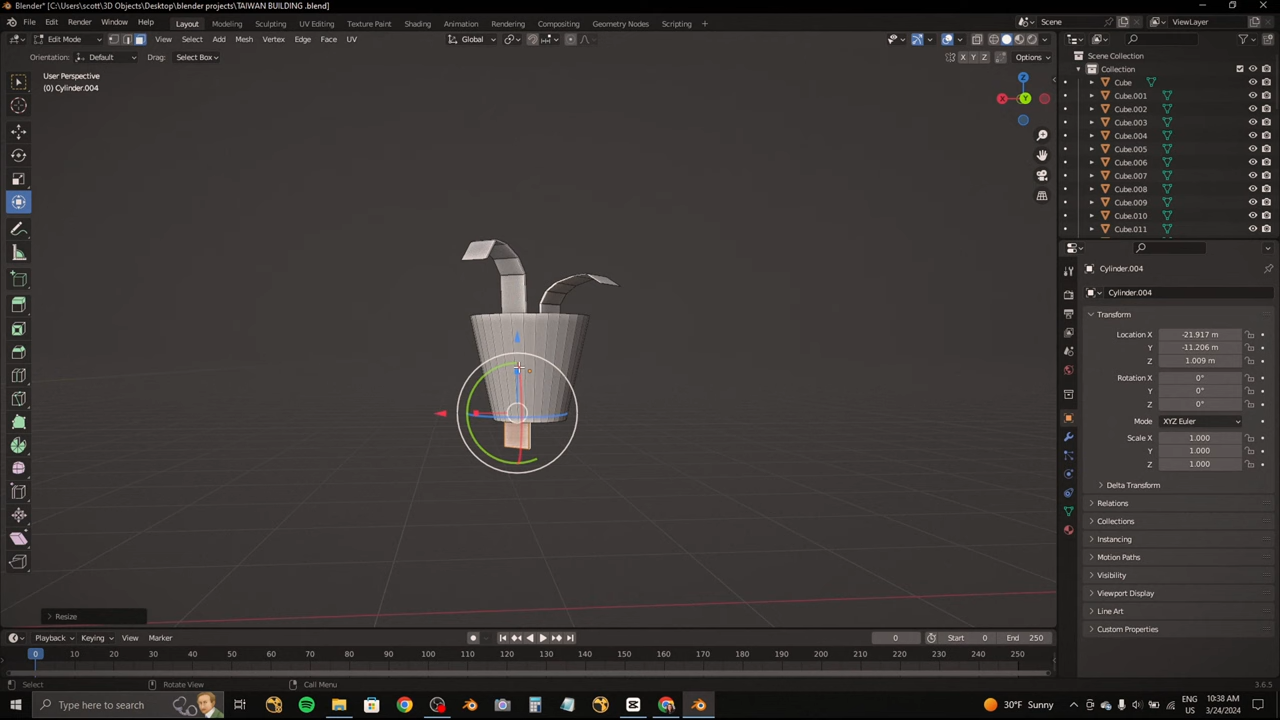 Blender* [C:\Users\scott\3D Objects\Desktop\blender projects\TAIWAN BUILDING .blend]
File Edit Render Window Help Layout Modeling Sculpting UV Editing Texture Paint Shading Animation Rendering Compositing Geometry Nodes Scripting + Scene ViewLayer
Edit Mode View Select Add Mesh Vertex Edge Face UV Global
Orientation: Default Drag: Select Box X Y Z Options
User Perspective
(0) Cylinder.004
Z
X
Y
Scene Collection
Collection
Cube
Cube.001
Cube.002
Cube.003
Cube.004
Cube.005
Cube.006
Cube.007
Cube.008
Cube.009
Cube.010
Cube.011
Cylinder.004
Cylinder.004
Transform
Location X -21.917 m
Y -11.206 m
Z 1.009 m
Rotation X 0°
Y 0°
Z 0°
Mode XYZ Euler
Scale X 1.000
Y 1.000
Z 1.000
Delta Transform
Relations
Collections
Instancing
Motion Paths
Visibility
Viewport Display
Line Art
Custom Properties
Resize
Playback Keying View Marker 0 Start 0 End 250
0 10 20 30 40 50 60 70 80 90 100 110 120 130 140 150 160 170 180 190 200 210 220 230 240 250
Select Rotate View Call Menu 3.6.5
Type here to search 30°F Sunny ENG US 10:38 AM 3/24/2024